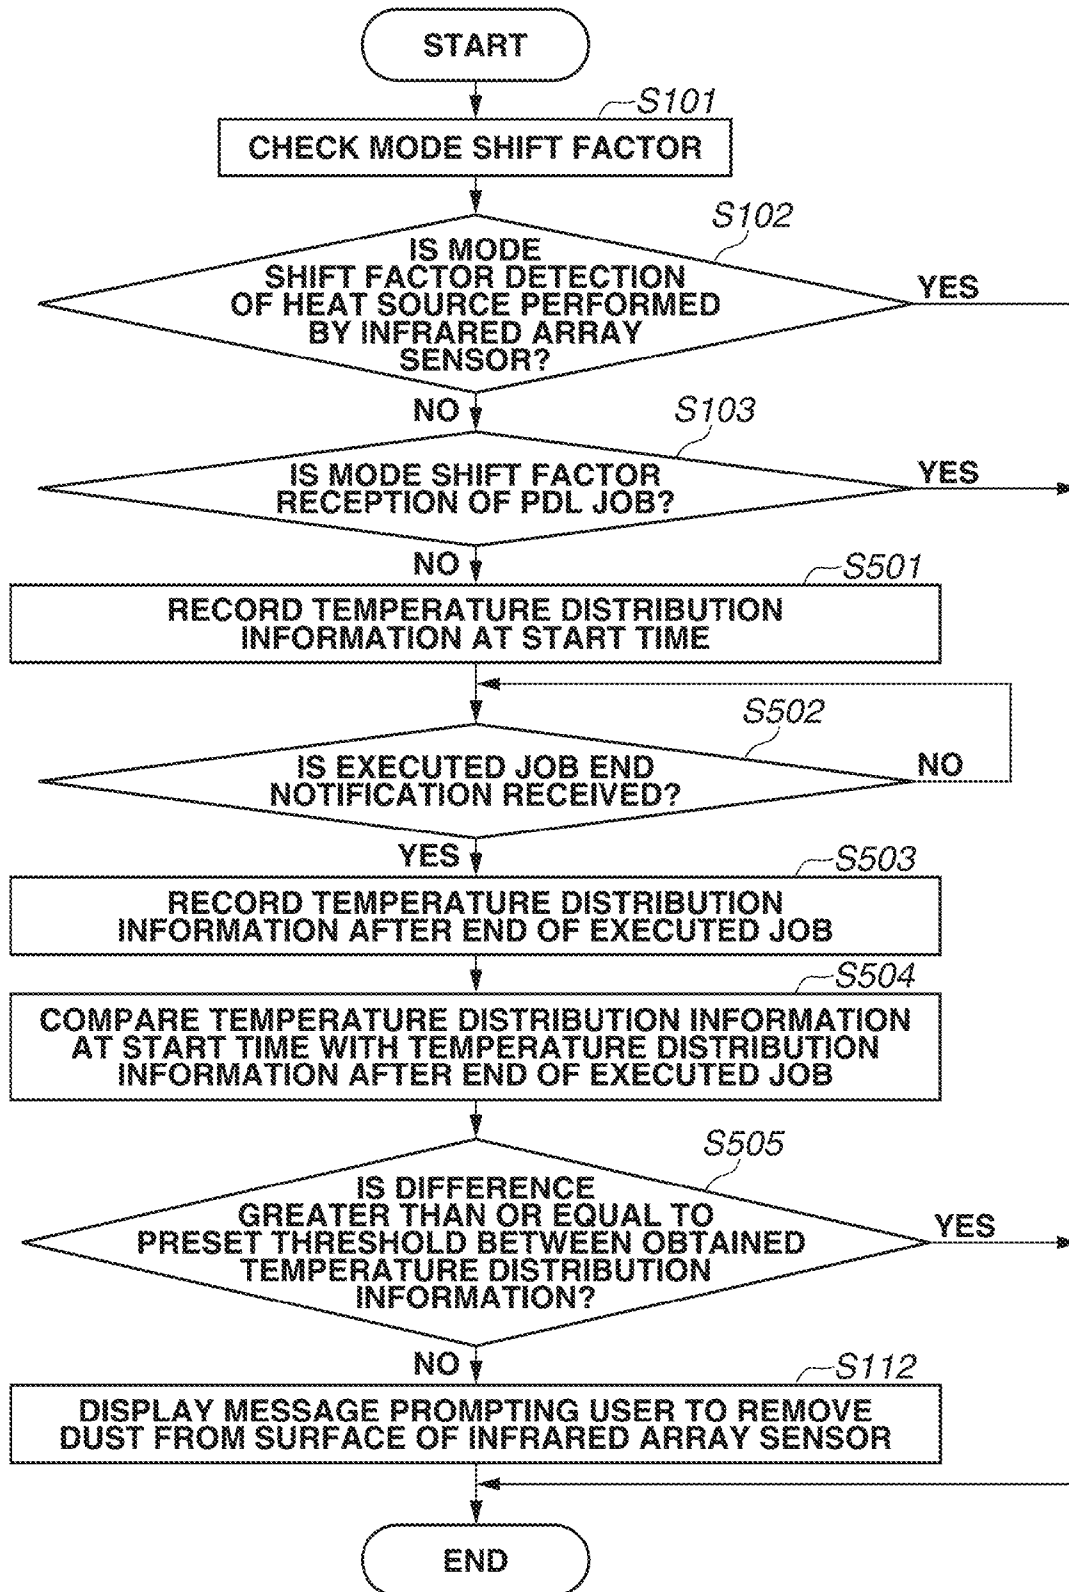 START
S101
CHECK MODE SHIFT FACTOR
S102
IS MODE
SHIFT FACTOR DETECTION
OF HEAT SOURCE PERFORMED
BY INFRARED ARRAY
SENSOR?
YES
NO
S103
IS MODE SHIFT FACTOR
RECEPTION OF PDL JOB?
YES
NO
S501
RECORD TEMPERATURE DISTRIBUTION
INFORMATION AT START TIME
S502
IS EXECUTED JOB END
NOTIFICATION RECEIVED?
NO
YES
S503
RECORD TEMPERATURE DISTRIBUTION
INFORMATION AFTER END OF EXECUTED JOB
S504
COMPARE TEMPERATURE DISTRIBUTION INFORMATION
AT START TIME WITH TEMPERATURE DISTRIBUTION
INFORMATION AFTER END OF EXECUTED JOB
S505
IS DIFFERENCE
GREATER THAN OR EQUAL TO
PRESET THRESHOLD BETWEEN OBTAINED
TEMPERATURE DISTRIBUTION
INFORMATION?
YES
NO
S112
DISPLAY MESSAGE PROMPTING USER TO REMOVE
DUST FROM SURFACE OF INFRARED ARRAY SENSOR
END